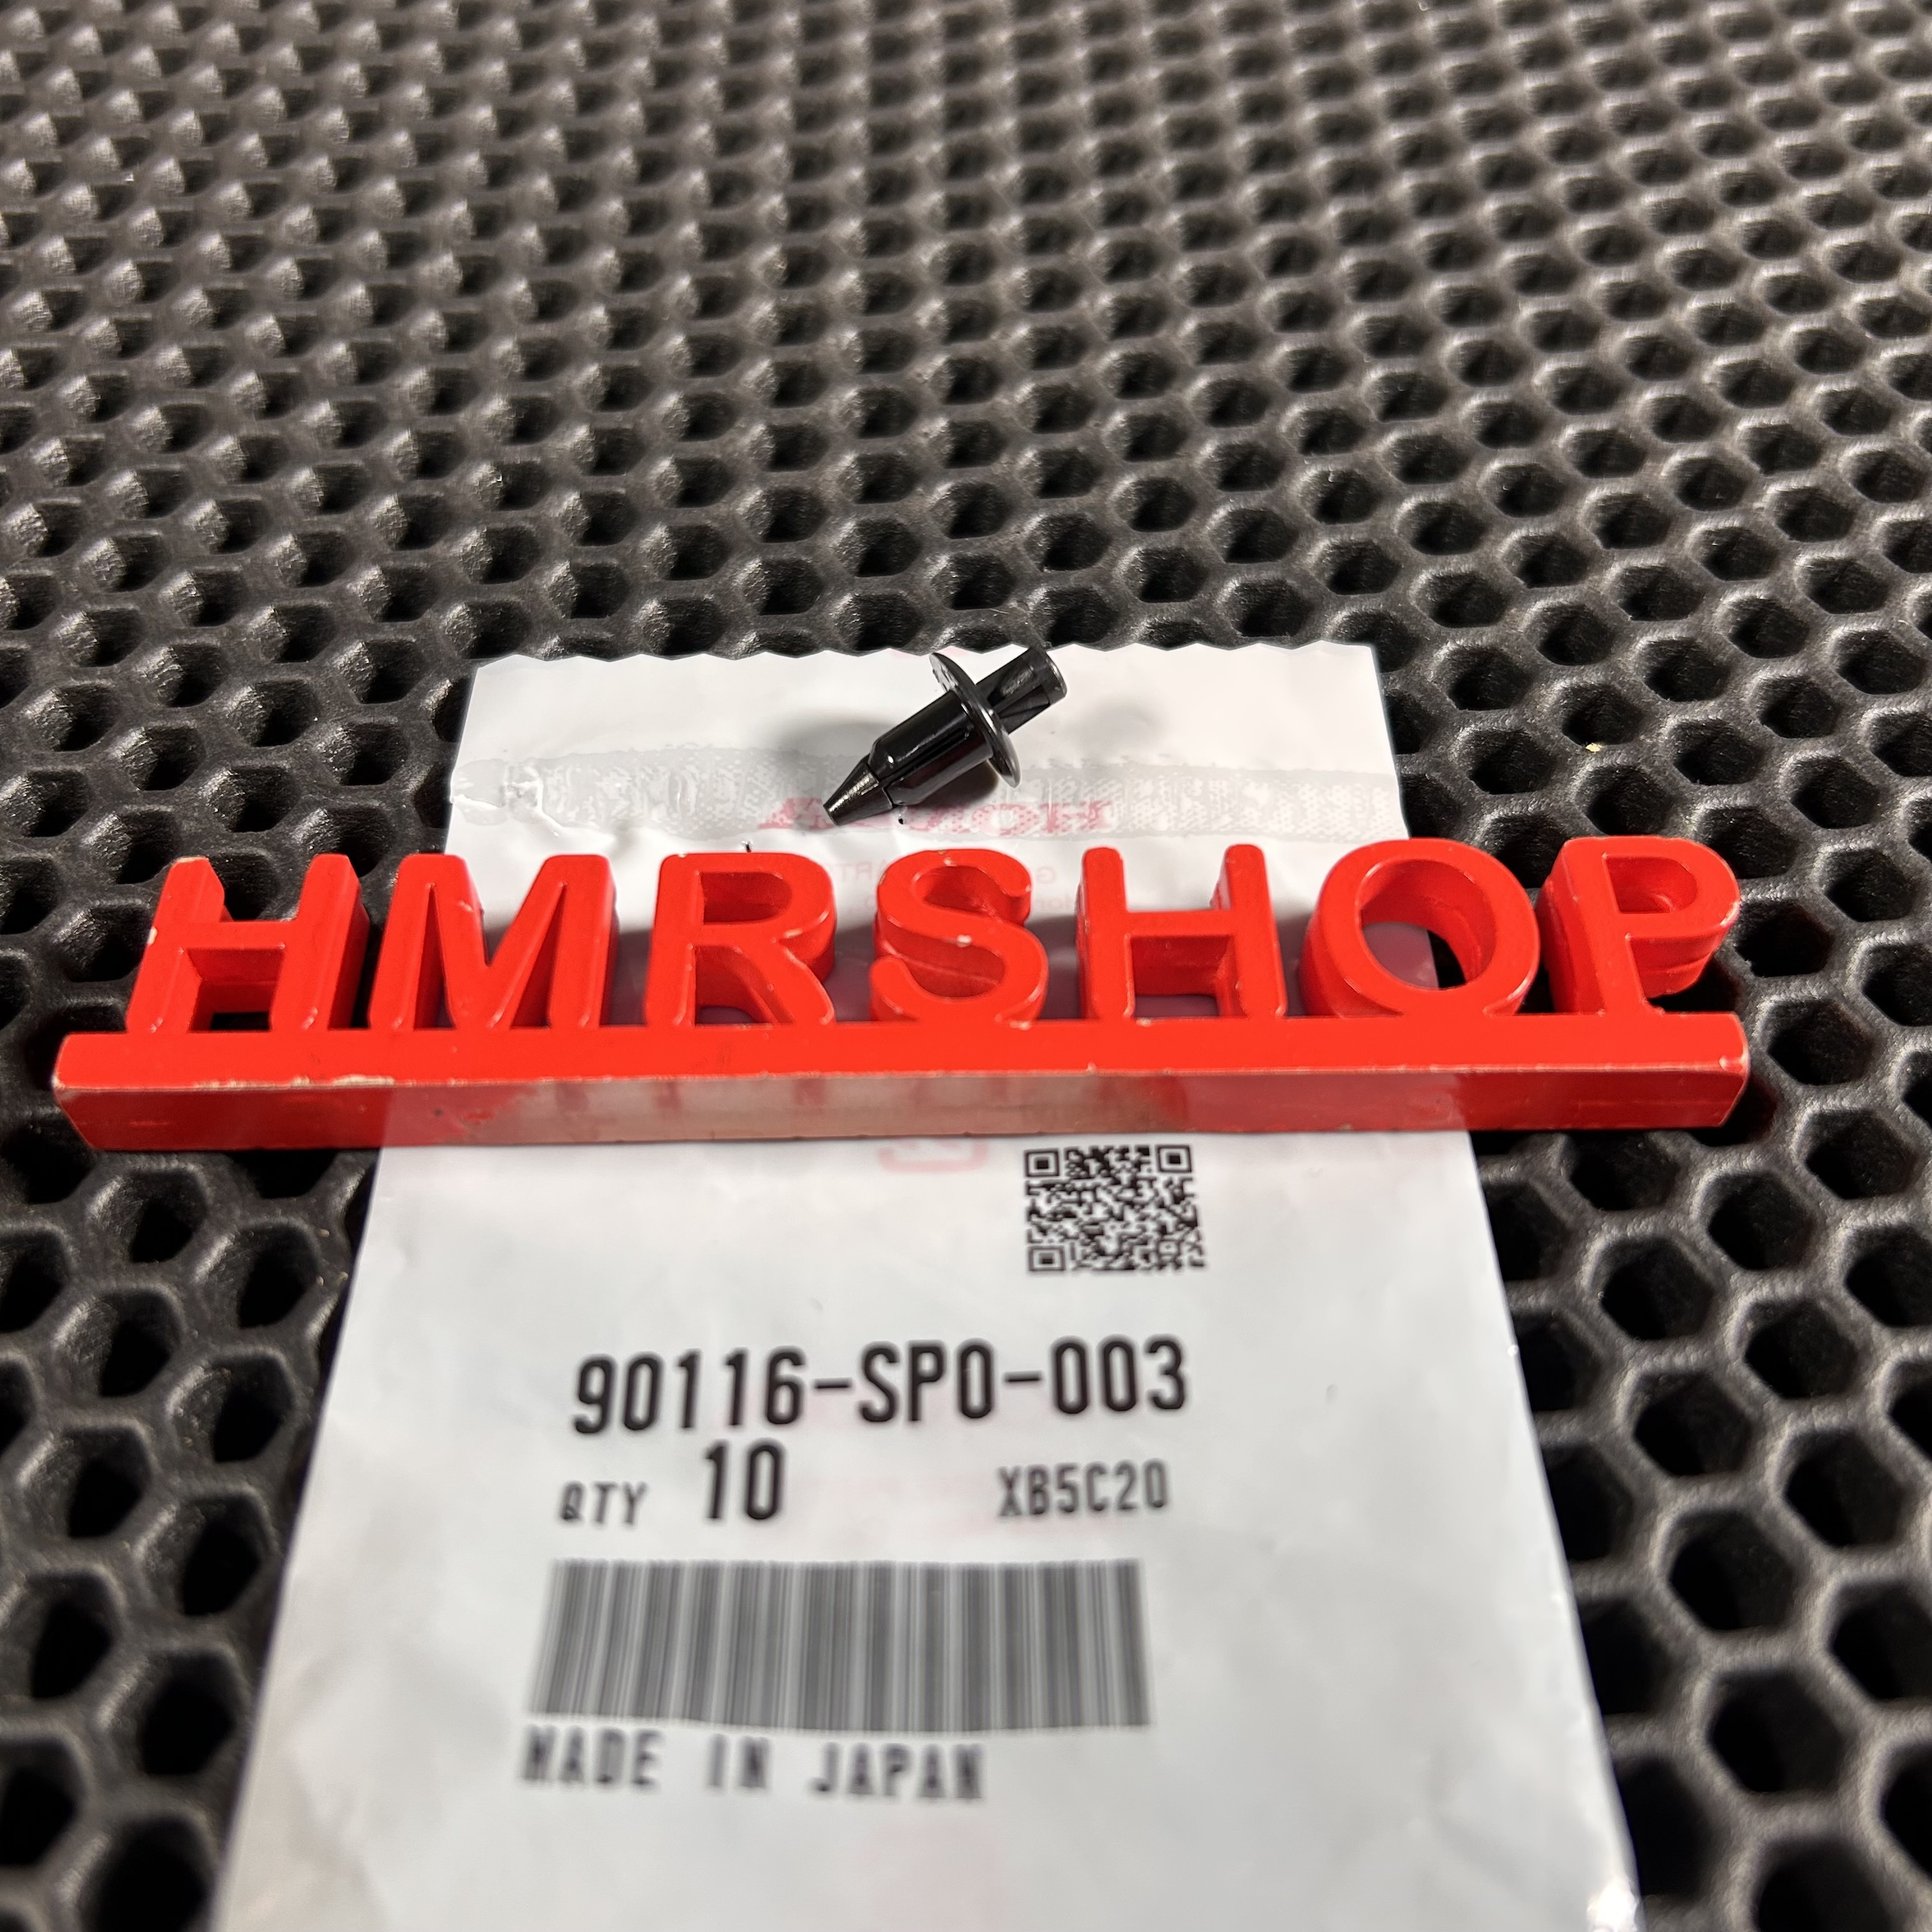 HMRSHOP
90116-SP0-003
QTY 10 XB5C20
MADE IN JAPAN